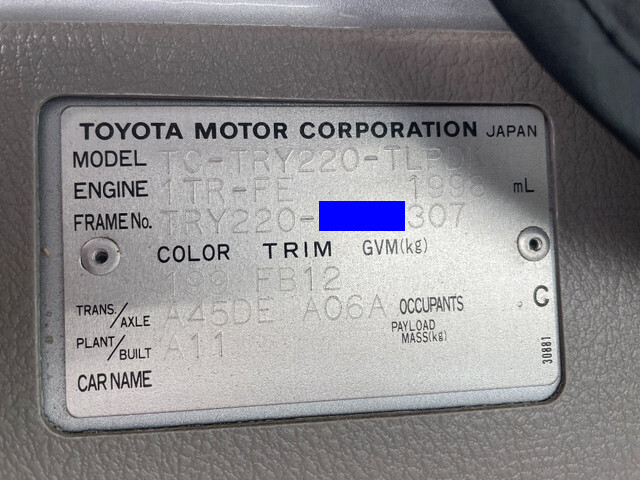 TOYOTA MOTOR CORPORATION JAPAN
MODEL TC-TRY220-TLPDK
ENGINE 1TR-FE 1998 mL
FRAME No. TRY220- 307
COLOR TRIM GVM(kg)
199 FB12
TRANS./AXLE A45DE A06A OCCUPANTS C
PLANT/BUILT A11 PAYLOAD MASS(kg)
CAR NAME
30881